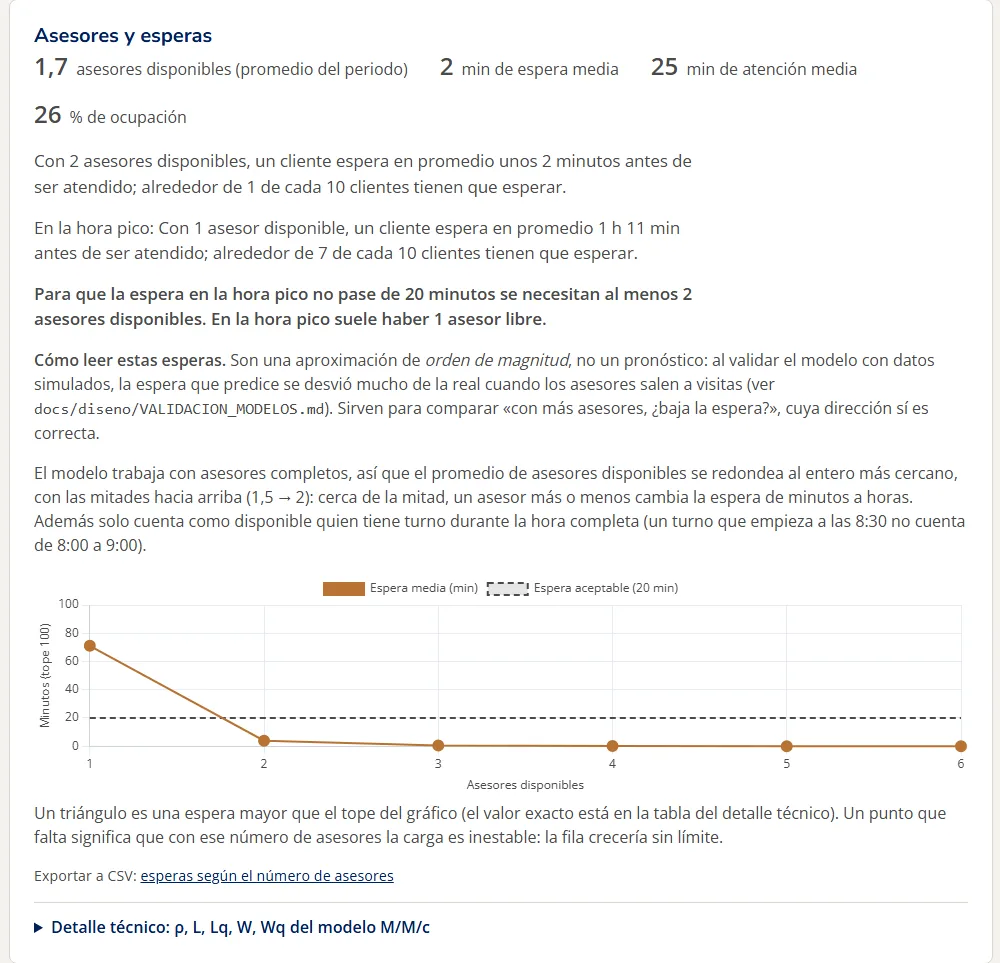 Asesores y esperas
1,7 asesores disponibles (promedio del periodo) 2 min de espera media 25 min de atención media
26 % de ocupación
Con 2 asesores disponibles, un cliente espera en promedio unos 2 minutos antes de
ser atendido; alrededor de 1 de cada 10 clientes tienen que esperar.
En la hora pico: Con 1 asesor disponible, un cliente espera en promedio 1 h 11 min
antes de ser atendido; alrededor de 7 de cada 10 clientes tienen que esperar.
Para que la espera en la hora pico no pase de 20 minutos se necesitan al menos 2
asesores disponibles. En la hora pico suele haber 1 asesor libre.
Cómo leer estas esperas. Son una aproximación de orden de magnitud, no un pronóstico: al validar el modelo con datos
simulados, la espera que predice se desvió mucho de la real cuando los asesores salen a visitas (ver
docs/diseno/VALIDACION_MODELOS.md). Sirven para comparar «con más asesores, ¿baja la espera?», cuya dirección sí es
correcta.
El modelo trabaja con asesores completos, así que el promedio de asesores disponibles se redondea al entero más cercano,
con las mitades hacia arriba (1,5 → 2): cerca de la mitad, un asesor más o menos cambia la espera de minutos a horas.
Además solo cuenta como disponible quien tiene turno durante la hora completa (un turno que empieza a las 8:30 no cuenta
de 8:00 a 9:00).
Espera media (min) Espera aceptable (20 min)
Minutos (tope 100)
100
80
60
40
20
0
1 2 3 4 5 6
Asesores disponibles
Un triángulo es una espera mayor que el tope del gráfico (el valor exacto está en la tabla del detalle técnico). Un punto que
falta significa que con ese número de asesores la carga es inestable: la fila crecería sin límite.
Exportar a CSV: esperas según el número de asesores
▶ Detalle técnico: ρ, L, Lq, W, Wq del modelo M/M/c